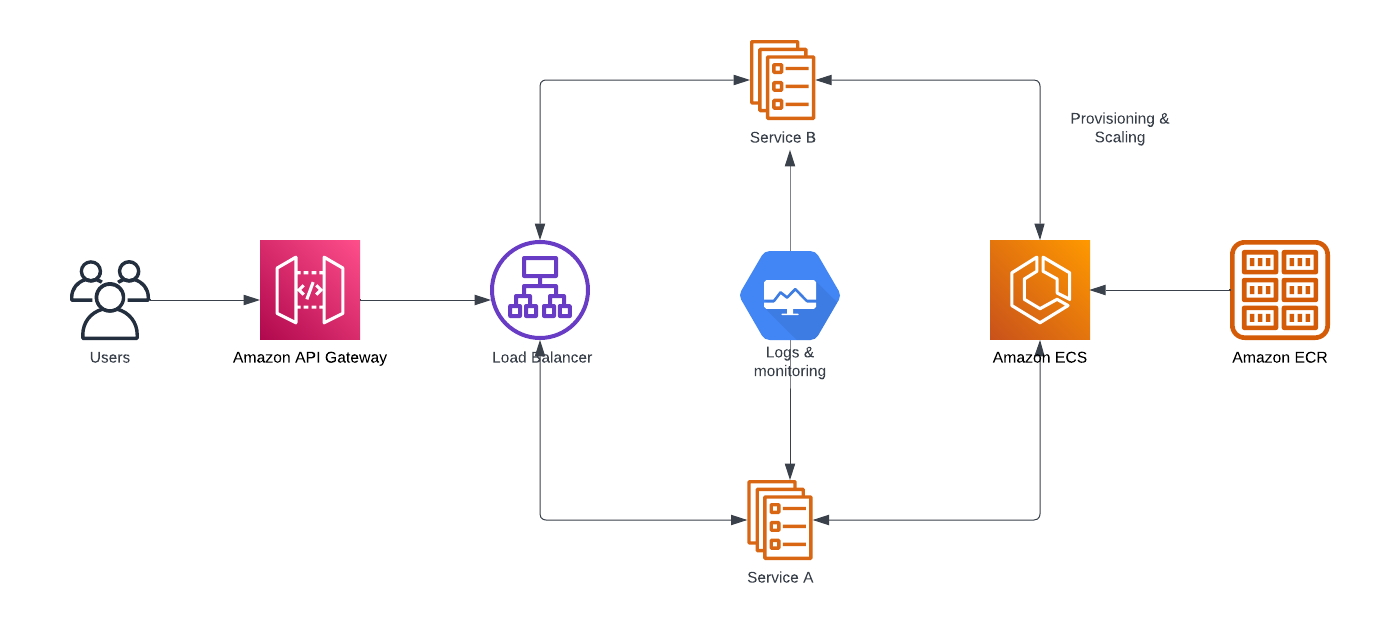 Service B
Provisioning &
Scaling
Users
Amazon API Gateway
Load Balancer
Logs &
monitoring
Amazon ECS
Amazon ECR
Service A